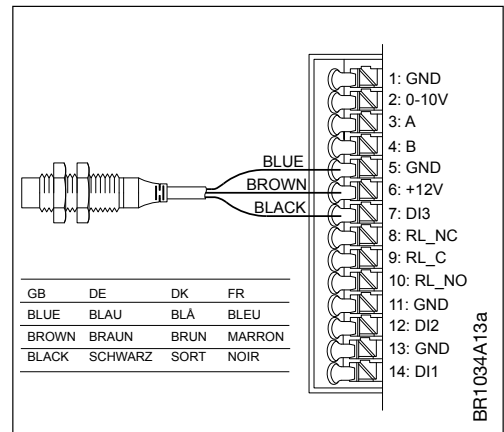 1: GND
2: 0-10V
3: A
4: B
BLUE
5: GND
BROWN
6: +12V
BLACK
7: DI3
8: RL_NC
9: RL_C
10: RL_NO
11: GND
12: DI2
13: GND
14: DI1
GB DE DK FR
BLUE BLAU BLÅ BLEU
BROWN BRAUN BRUN MARRON
BLACK SCHWARZ SORT NOIR
BR1034A13a